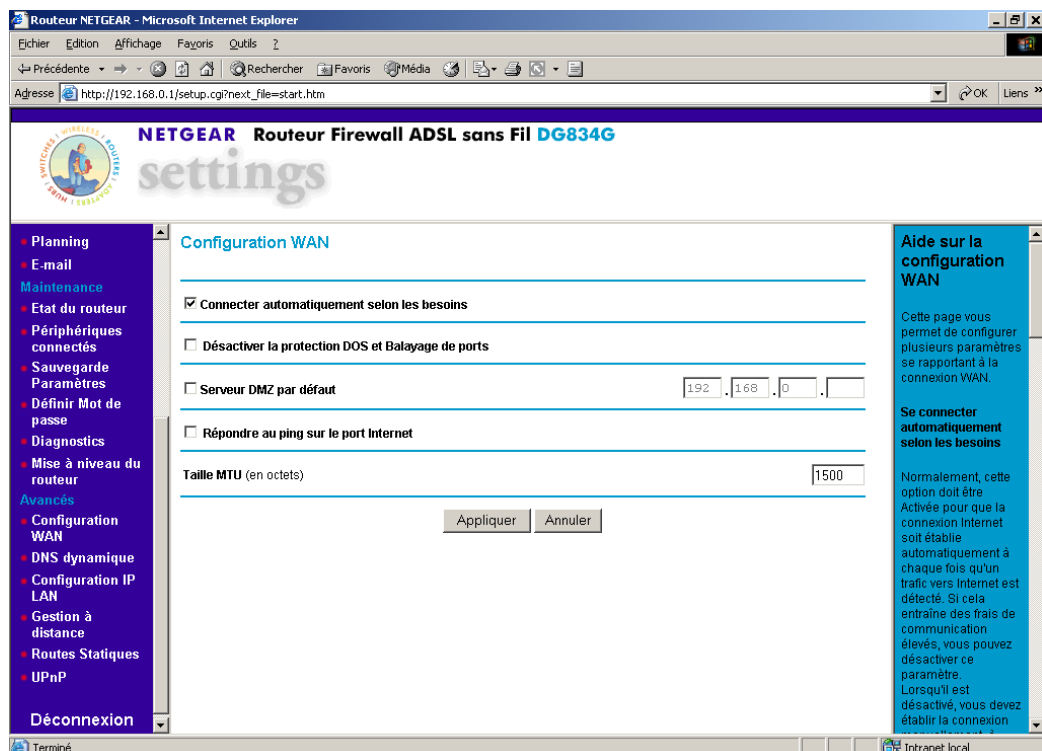 Routeur NETGEAR - Microsoft Internet Explorer
Fichier Edition Affichage Favoris Outils ?
Précédente Rechercher Favoris Média
Adresse http://192.168.0.1/setup.cgi?next_file=start.htm OK Liens »
SWITCHES | WIRELESS | ROUTERS | ADAPTERS | HUBS
NETGEAR Routeur Firewall ADSL sans Fil DG834G
settings
Planning
E-mail
Maintenance
Etat du routeur
Périphériques
connectés
Sauvegarde
Paramètres
Définir Mot de
passe
Diagnostics
Mise à niveau du
routeur
Avancés
Configuration
WAN
DNS dynamique
Configuration IP
LAN
Gestion à
distance
Routes Statiques
UPnP
Déconnexion
Configuration WAN
Connecter automatiquement selon les besoins
Désactiver la protection DOS et Balayage de ports
Serveur DMZ par défaut 192 . 168 . 0 .
Répondre au ping sur le port Internet
Taille MTU (en octets) 1500
Appliquer Annuler
Aide sur la
configuration
WAN
Cette page vous
permet de configurer
plusieurs paramètres
se rapportant à la
connexion WAN.
Se connecter
automatiquement
selon les besoins
Normalement, cette
option doit être
Activée pour que la
connexion Internet
soit établie
automatiquement à
chaque fois qu'un
trafic vers Internet est
détecté. Si cela
entraîne des frais de
communication
élevés, vous pouvez
désactiver ce
paramètre.
Lorsqu'il est
désactivé, vous devez
établir la connexion
Terminé
Intranet local